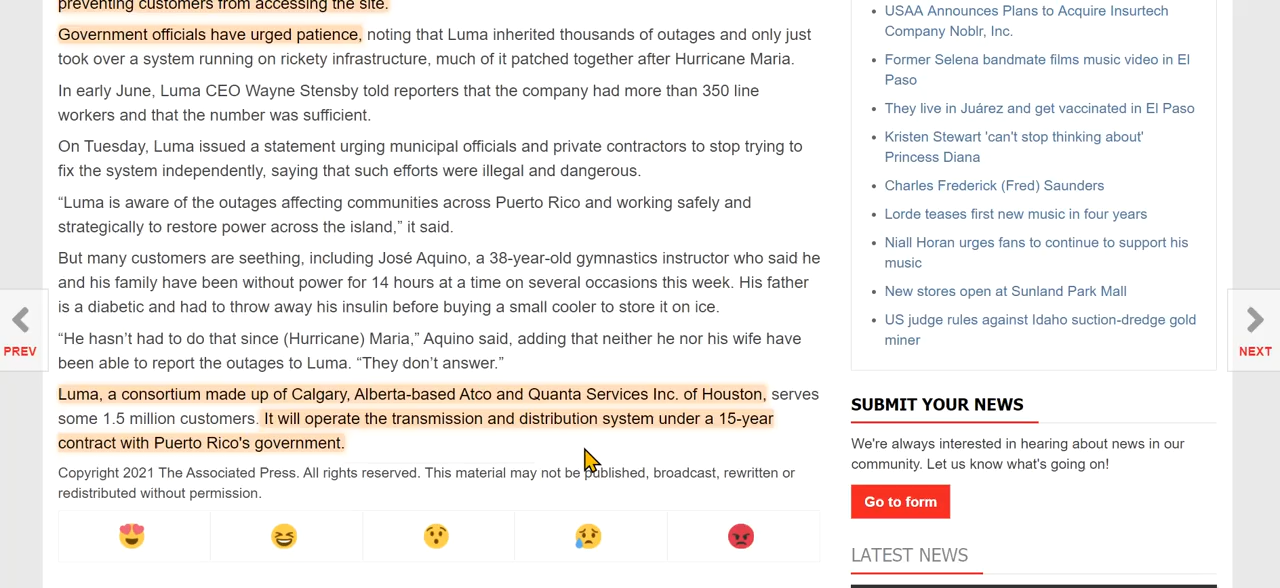 preventing customers from accessing the site.
Government officials have urged patience, noting that Luma inherited thousands of outages and only just
took over a system running on rickety infrastructure, much of it patched together after Hurricane Maria.
In early June, Luma CEO Wayne Stensby told reporters that the company had more than 350 line
workers and that the number was sufficient.
On Tuesday, Luma issued a statement urging municipal officials and private contractors to stop trying to
fix the system independently, saying that such efforts were illegal and dangerous.
“Luma is aware of the outages affecting communities across Puerto Rico and working safely and
strategically to restore power across the island,” it said.
But many customers are seething, including José Aquino, a 38-year-old gymnastics instructor who said he
and his family have been without power for 14 hours at a time on several occasions this week. His father
is a diabetic and had to throw away his insulin before buying a small cooler to store it on ice.
“He hasn’t had to do that since (Hurricane) Maria,” Aquino said, adding that neither he nor his wife have
been able to report the outages to Luma. “They don’t answer.”
Luma, a consortium made up of Calgary, Alberta-based Atco and Quanta Services Inc. of Houston, serves
some 1.5 million customers. It will operate the transmission and distribution system under a 15-year
contract with Puerto Rico's government.
Copyright 2021 The Associated Press. All rights reserved. This material may not be published, broadcast, rewritten or
redistributed without permission.
PREV
USAA Announces Plans to Acquire Insurtech
Company Noblr, Inc.
Former Selena bandmate films music video in El
Paso
They live in Juárez and get vaccinated in El Paso
Kristen Stewart 'can't stop thinking about'
Princess Diana
Charles Frederick (Fred) Saunders
Lorde teases first new music in four years
Niall Horan urges fans to continue to support his
music
New stores open at Sunland Park Mall
US judge rules against Idaho suction-dredge gold
miner
NEXT
SUBMIT YOUR NEWS
We're always interested in hearing about news in our
community. Let us know what's going on!
Go to form
LATEST NEWS